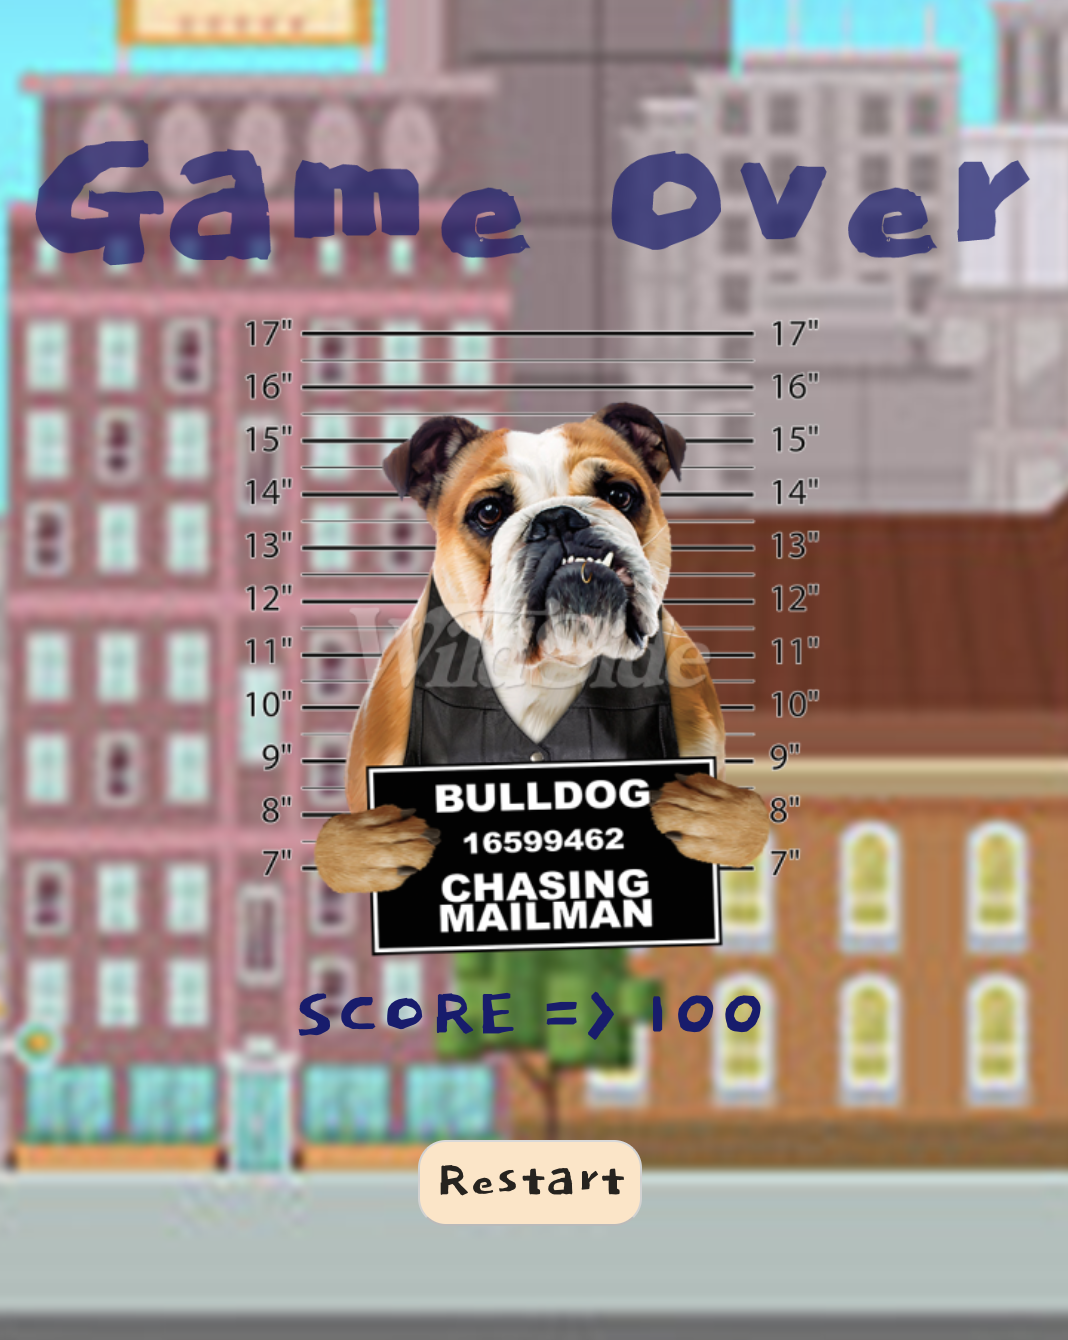 Game Over
17" 17"
16" 16"
15" 15"
14" 14"
13" 13"
12" 12"
WildSide
11" 11"
10" 10"
9" 9"
BULLDOG
8" 8"
16599462
7" 7"
CHASING
MAILMAN
SCORE => 100
Restart